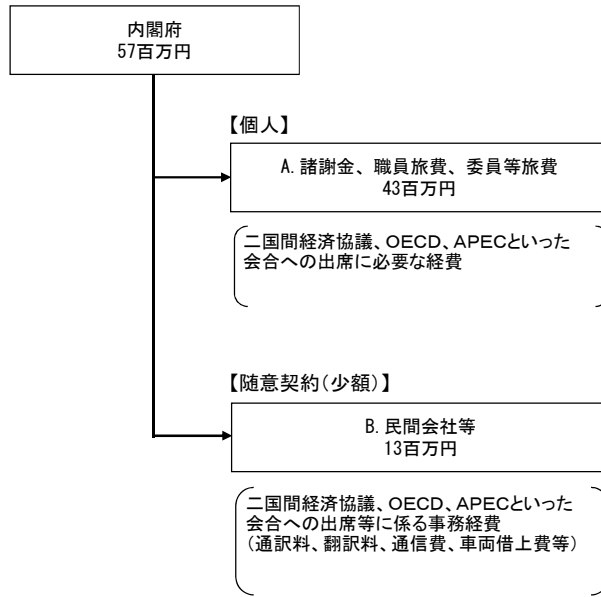 内閣府
57百万円
【個人】
A. 諸謝金、職員旅費、委員等旅費
43百万円
二国間経済協議、OECD、APECといった
会合への出席に必要な経費
【随意契約(少額)】
B. 民間会社等
13百万円
二国間経済協議、OECD、APECといった
会合への出席等に係る事務経費
(通訳料、翻訳料、通信費、車両借上費等)